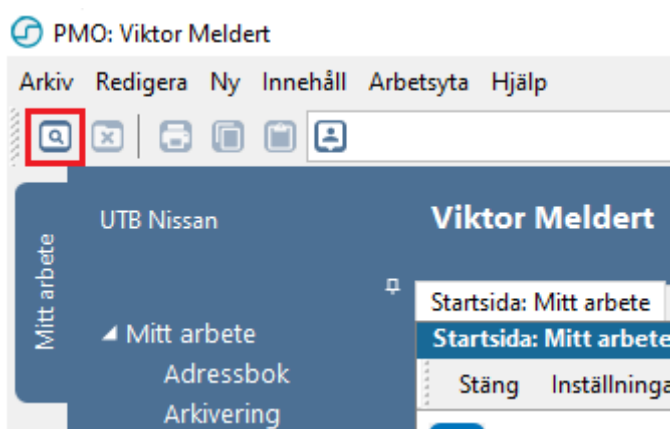 PMO: Viktor Meldert
Arkiv Redigera Ny Innehåll Arbetsyta Hjälp
Mitt arbete
UTB Nissan
Viktor Meldert
Startsida: Mitt arbete
Mitt arbete
Startsida: Mitt arbete
Adressbok
Stäng Inställninga
Arkivering